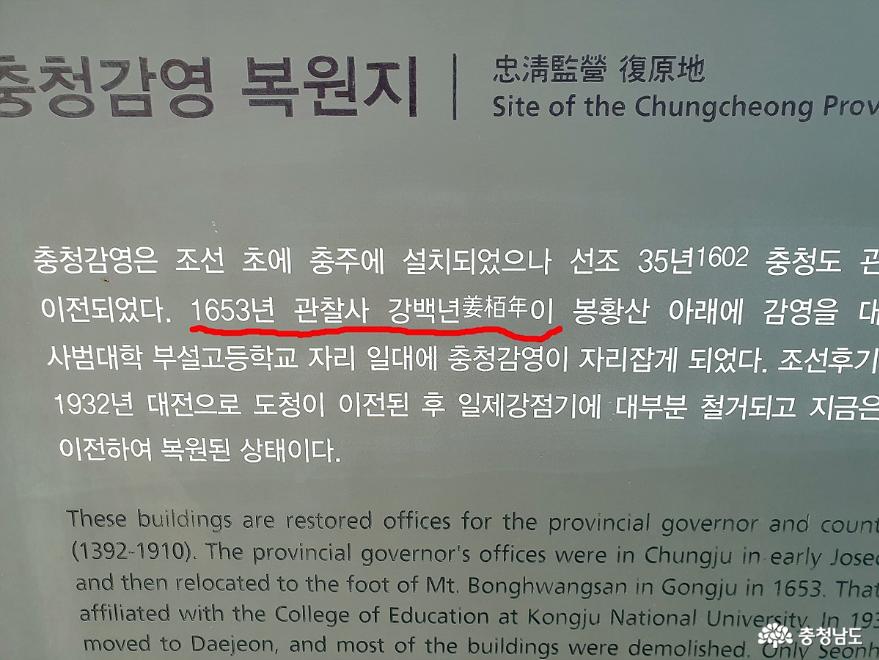 충청감영 복원지
忠淸監營 復原地
Site of the Chungcheong Prov
충청감영은 조선 초에 충주에 설치되었으나 선조 35년1602 충청도 관
이전되었다. 1653년 관찰사 강백년姜栢年이 봉황산 아래에 감영을 대
사범대학 부설고등학교 자리 일대에 충청감영이 자리잡게 되었다. 조선후기
1932년 대전으로 도청이 이전된 후 일제강점기에 대부분 철거되고 지금은
이전하여 복원된 상태이다.
These buildings are restored offices for the provincial governor and count
(1392-1910). The provincial governor's offices were in Chungju in early Joseo
and then relocated to the foot of Mt. Bonghwangsan in Gongju in 1653. That
affiliated with the College of Education at Kongju National University. In 193
moved to Daejeon, and most of the buildings were demolished. Only Seonh
충청남도